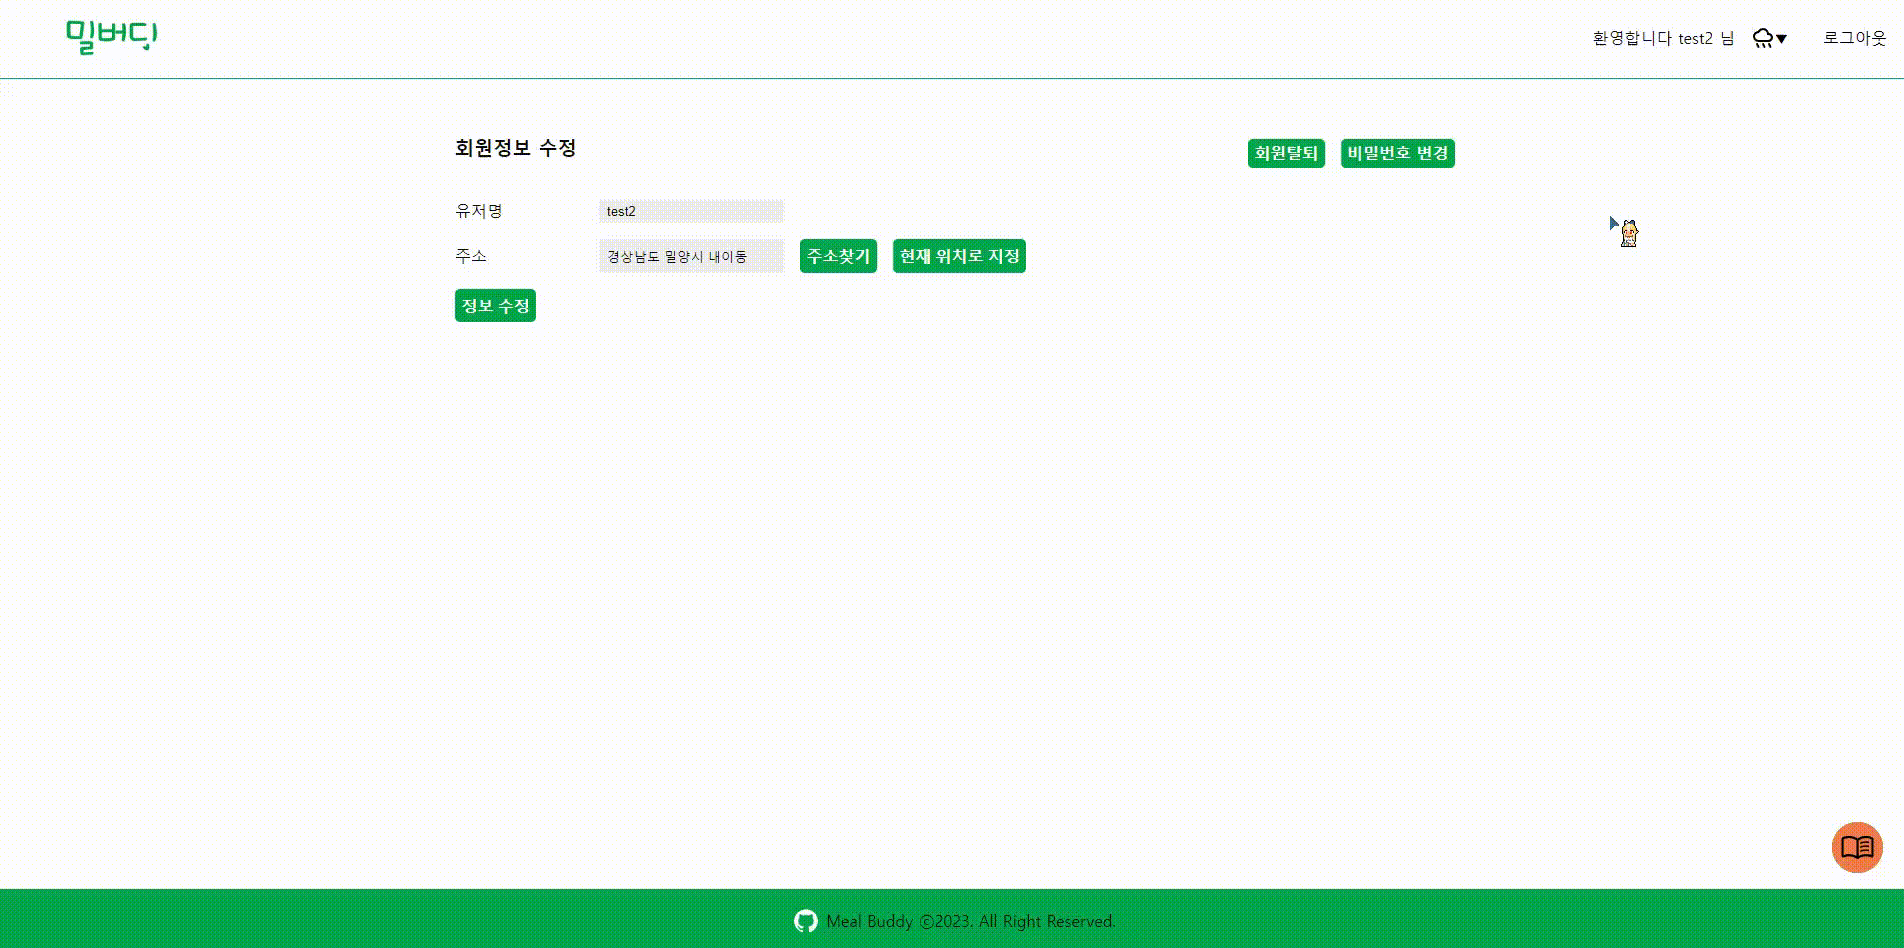 밀버디
환영합니다 test2 님 ▼ 로그아웃
회원정보 수정
회원탈퇴 비밀번호 변경
유저명 test2
주소 경상남도 밀양시 내이동 주소찾기 현재 위치로 지정
정보 수정
Meal Buddy ⓒ2023. All Right Reserved.